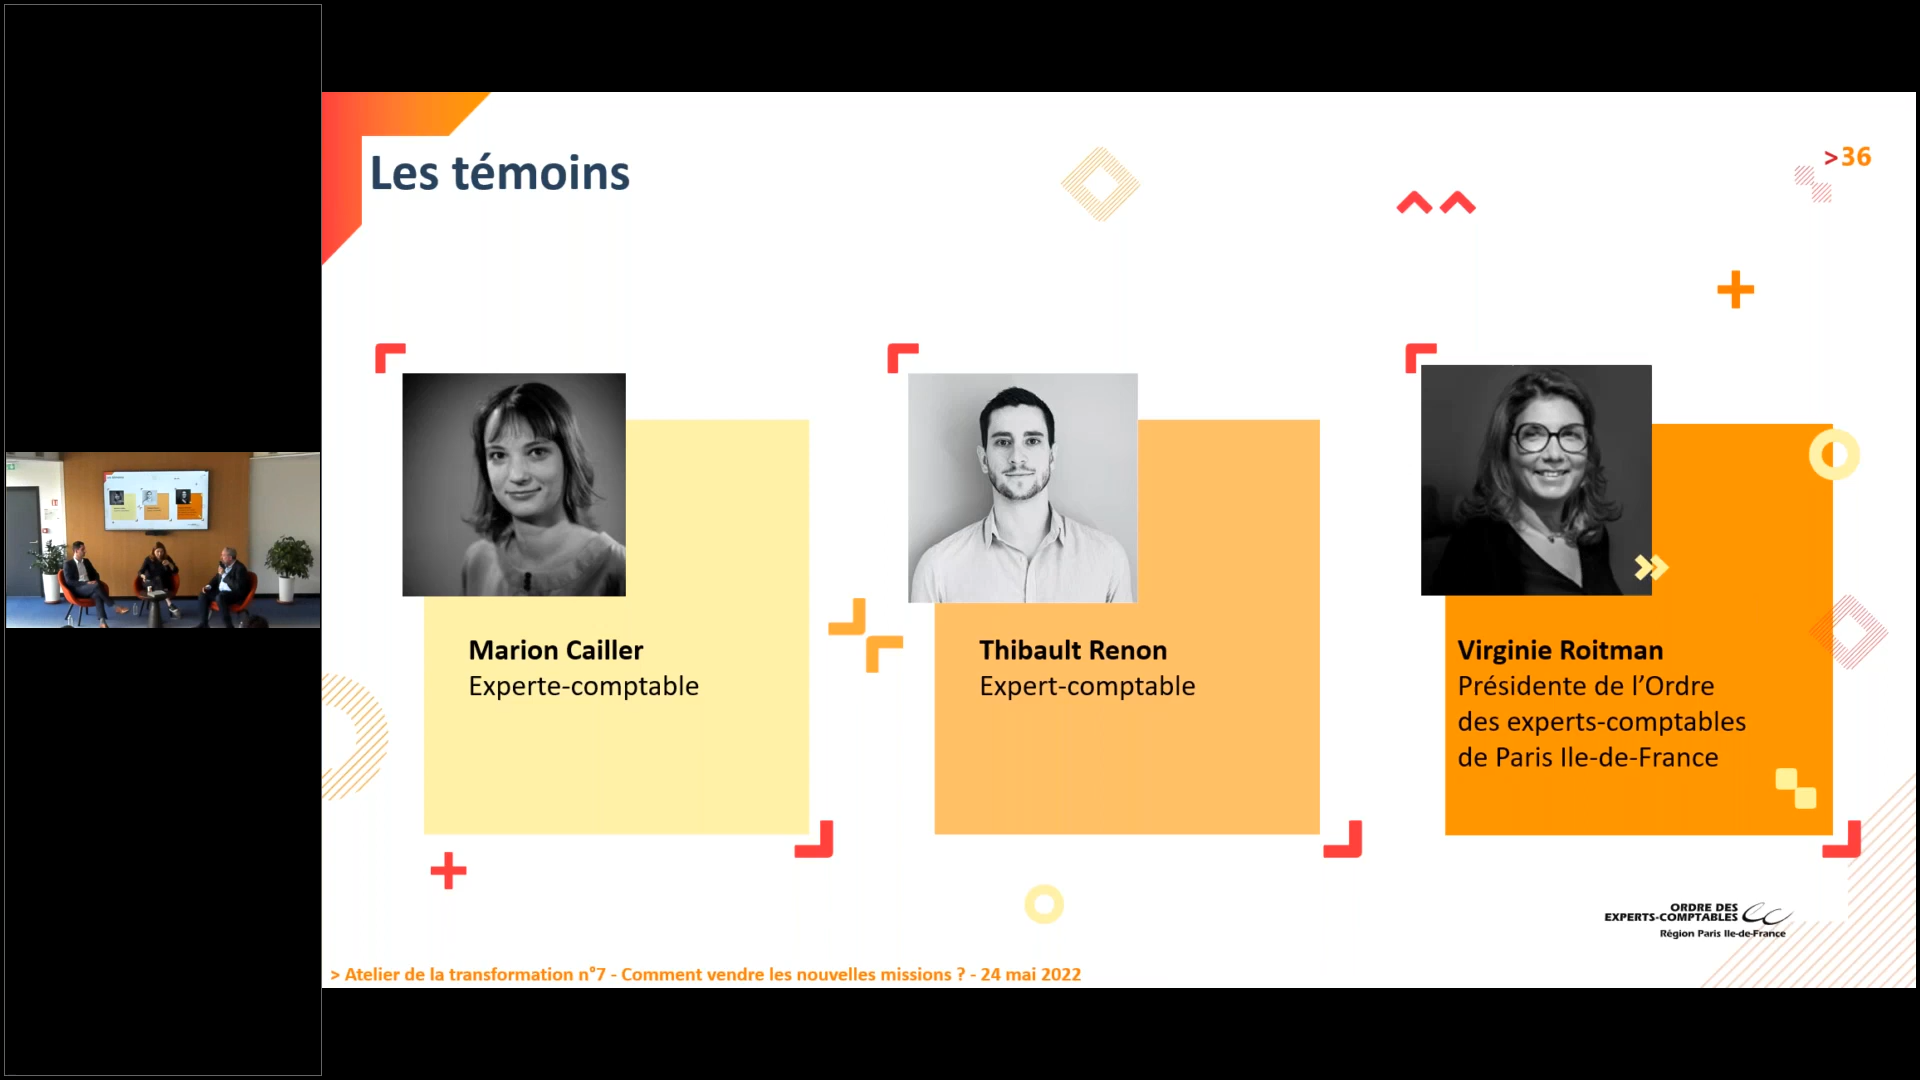 Les témoins
>36
Marion Cailler
Experte-comptable
Thibault Renon
Expert-comptable
Virginie Roitman
Présidente de l’Ordre
des experts-comptables
de Paris Ile-de-France
ORDRE DES
EXPERTS-COMPTABLES
Région Paris Ile-de-France
> Atelier de la transformation n°7 - Comment vendre les nouvelles missions ? - 24 mai 2022